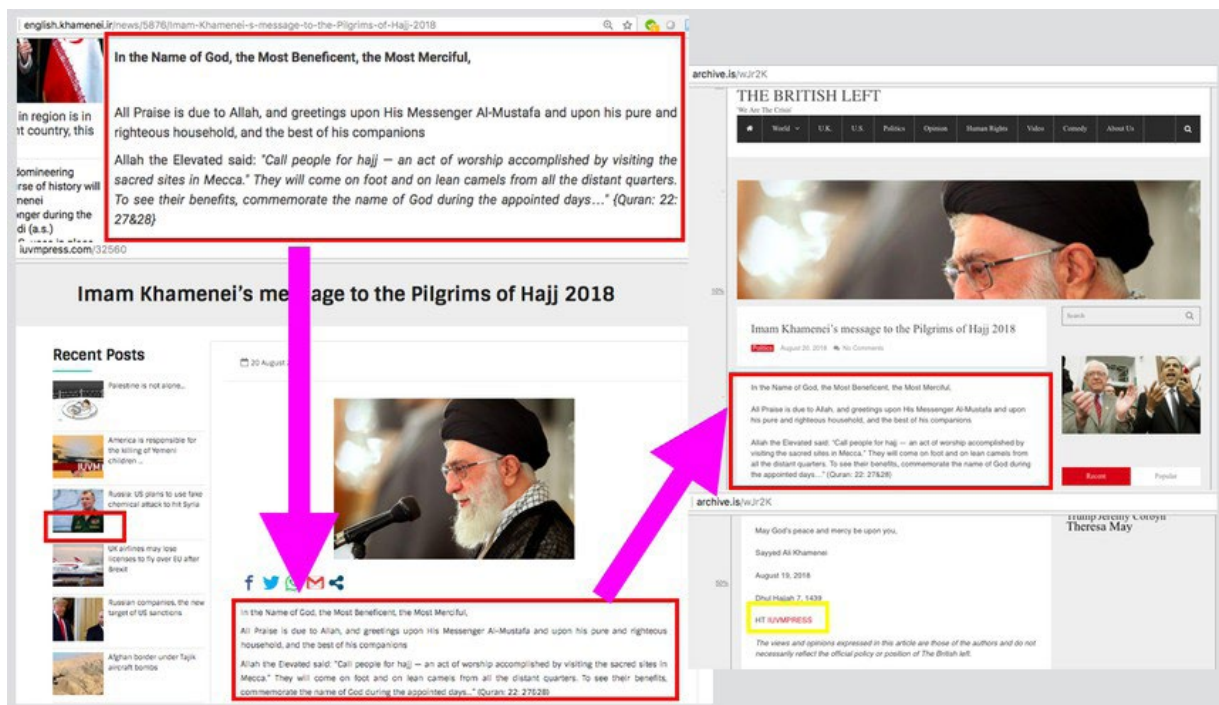 english.khamenei.ir/news/5876/Imam-Khamenei-s-message-to-the-Pilgrims-of-Hajj-2018
In the Name of God, the Most Beneficent, the Most Merciful,
All Praise is due to Allah, and greetings upon His Messenger Al-Mustafa and upon his pure and
righteous household, and the best of his companions
Allah the Elevated said: "Call people for hajj — an act of worship accomplished by visiting the
sacred sites in Mecca." They will come on foot and on lean camels from all the distant quarters.
To see their benefits, commemorate the name of God during the appointed days…" {Quran: 22:
27&28}
in region is in
nt country, this
domineering
rse of history will
menei
onger during the
di (a.s.)
iuvmpress.com/32560
Imam Khamenei's message to the Pilgrims of Hajj 2018
Recent Posts
Palestine is not alone…
America is responsible for
the killing of Yemeni
children …
IUVM
Russia: US plans to use fake
chemical attack to hit Syria
UK airlines may lose
licenses to fly over EU after
Brexit
Russian companies, the new
target of US sanctions
Afghan border under Tajik
aircraft bombs
20 August
In the Name of God, the Most Beneficent, the Most Merciful,
All Praise is due to Allah, and greetings upon His Messenger Al-Mustafa and upon his pure and righteous
household, and the best of his companions
Allah the Elevated said: "Call people for hajj — an act of worship accomplished by visiting the sacred sites in
Mecca." They will come on foot and on lean camels from all the distant quarters. To see their benefits,
commemorate the name of God during the appointed days…" (Quran: 22: 27&28)
archive.is/wJr2K
THE BRITISH LEFT
'We Are The Crisis'
World U.K. U.S. Politics Opinion Human Rights Video Comedy About Us
Imam Khamenei's message to the Pilgrims of Hajj 2018
Politics August 20, 2018 No Comments
Search
In the Name of God, the Most Beneficent, the Most Merciful,
All Praise is due to Allah, and greetings upon His Messenger Al-Mustafa and upon
his pure and righteous household, and the best of his companions
Allah the Elevated said: "Call people for hajj — an act of worship accomplished by
visiting the sacred sites in Mecca." They will come on foot and on lean camels from
all the distant quarters. To see their benefits, commemorate the name of God during
the appointed days…" (Quran: 22: 27&28)
Recent Popular
archive.is/wJr2K
May God's peace and mercy be upon you,
Sayyed Ali Khamenei
August 19, 2018
Dhul Hajjah 7, 1439
HT IUVMPRESS
The views and opinions expressed in this article are those of the authors and do not
necessarily reflect the official policy or position of The British left.
Trump Jeremy Corbyn
Theresa May